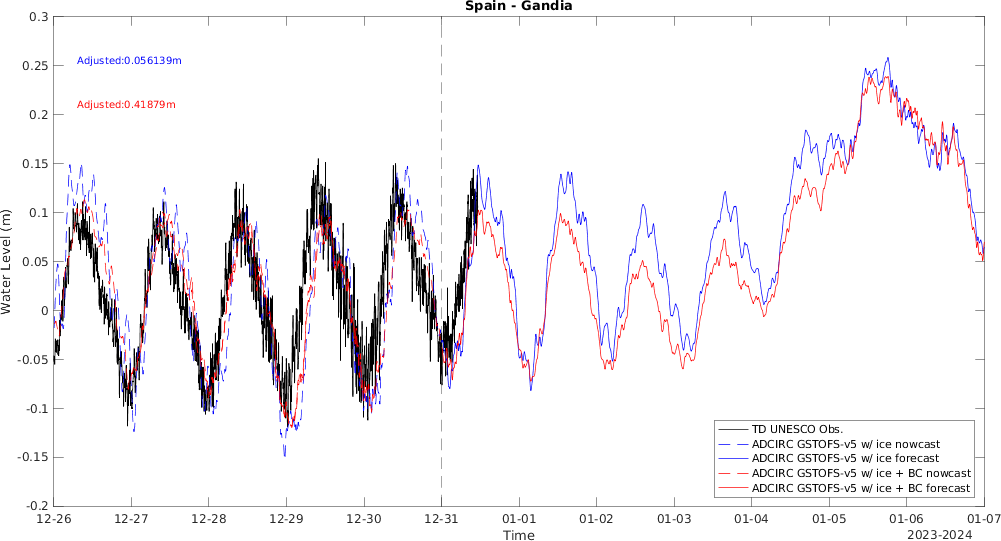 Spain - Gandia
0.3
0.25
0.2
0.15
0.1
0.05
0
-0.05
-0.1
-0.15
-0.2
Water Level (m)
Adjusted:0.056139m
Adjusted:0.41879m
TD UNESCO Obs.
ADCIRC GSTOFS-v5 w/ ice nowcast
ADCIRC GSTOFS-v5 w/ ice forecast
ADCIRC GSTOFS-v5 w/ ice + BC nowcast
ADCIRC GSTOFS-v5 w/ ice + BC forecast
12-26 12-27 12-28 12-29 12-30 12-31 01-01 01-02 01-03 01-04 01-05 01-06 01-07
Time
2023-2024